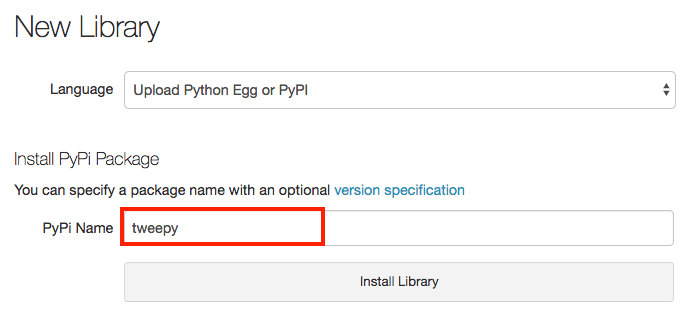 New Library
Language Upload Python Egg or PyPI
Install PyPi Package
You can specify a package name with an optional version specification
PyPi Name tweepy
Install Library